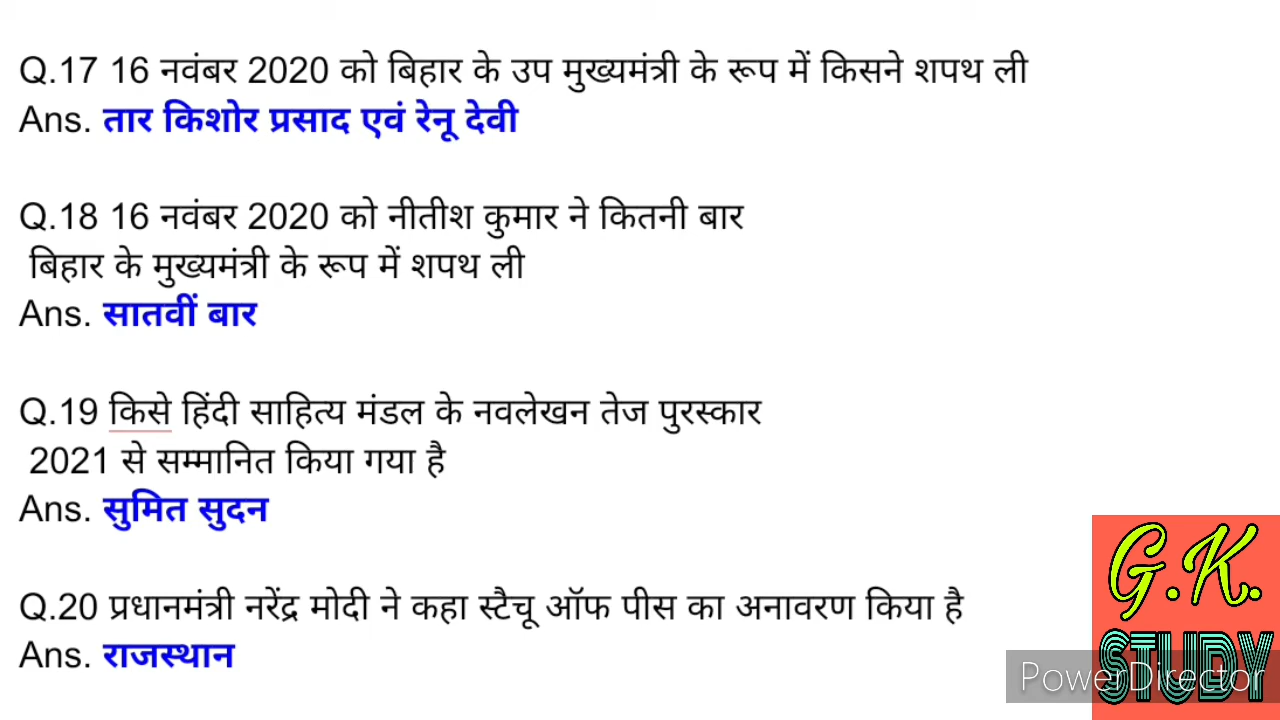 Q.17 16 नवंबर 2020 को बिहार के उप मुख्यमंत्री के रूप में किसने शपथ ली
Ans. तार किशोर प्रसाद एवं रेनू देवी
Q.18 16 नवंबर 2020 को नीतीश कुमार ने कितनी बार
बिहार के मुख्यमंत्री के रूप में शपथ ली
Ans. सातवीं बार
Q.19 किसे हिंदी साहित्य मंडल के नवलेखन तेज पुरस्कार
2021 से सम्मानित किया गया है
Ans. सुमित सुदन
Q.20 प्रधानमंत्री नरेंद्र मोदी ने कहा स्टैचू ऑफ पीस का अनावरण किया है
Ans. राजस्थान
G.K.
STUDY
PowerDirector